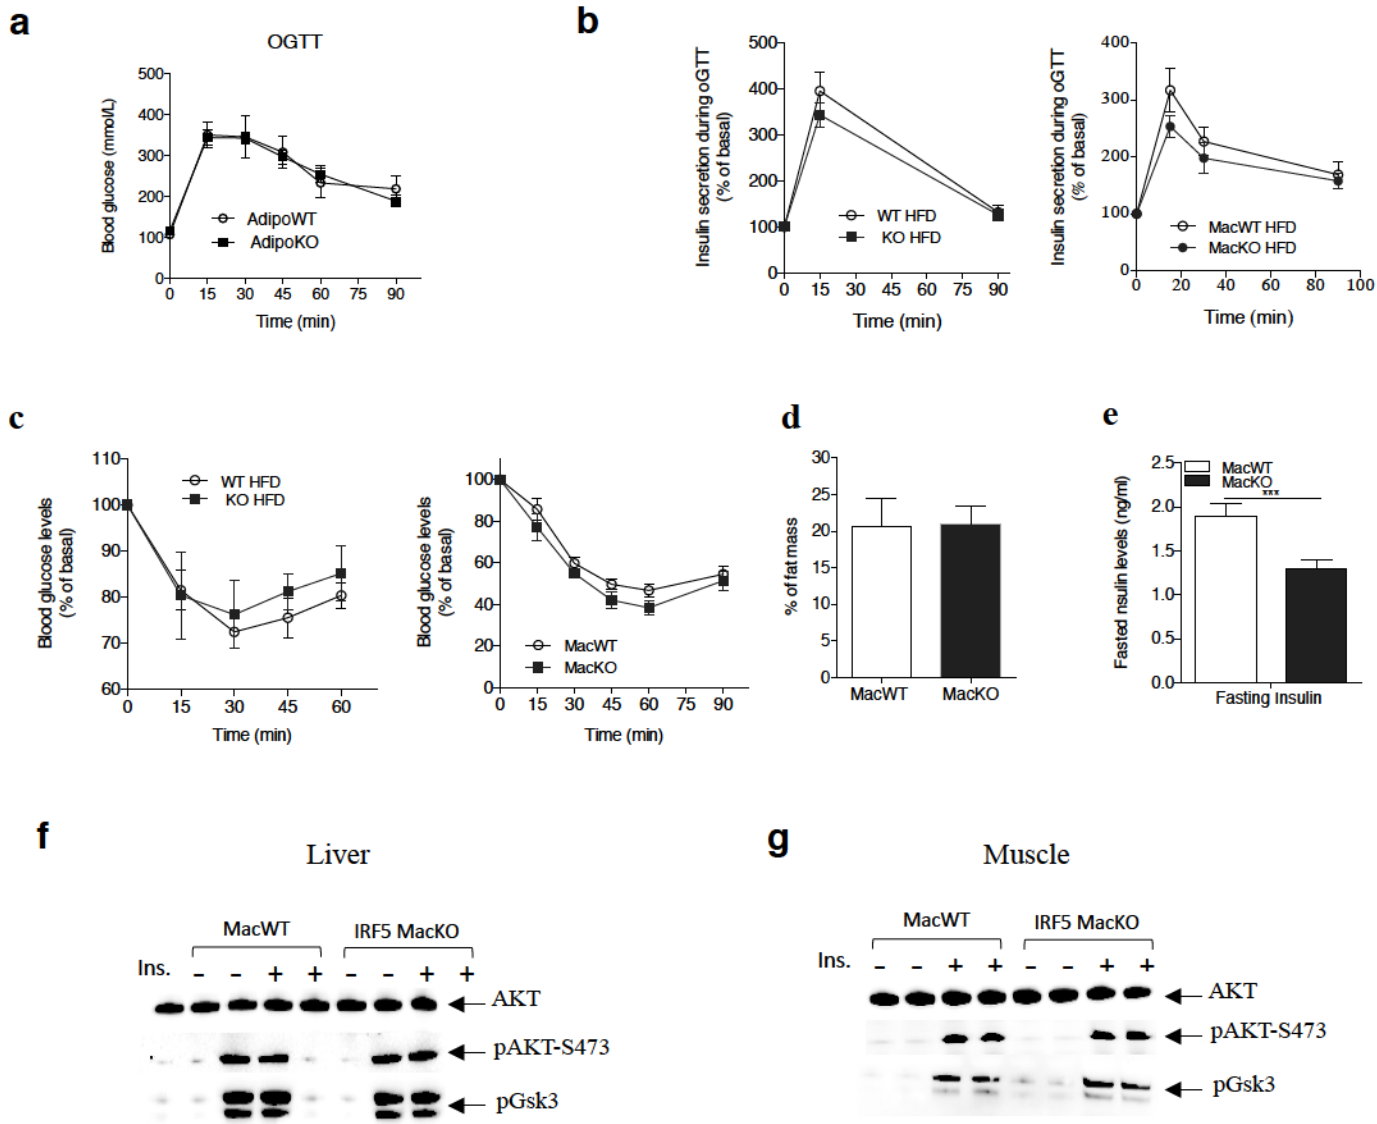 a
OGTT
Blood glucose (mmol/L)
500
400
300
200
100
0
AdipoWT
AdipoKO
0 15 30 45 60 90
Time (min)
b
Insulin secretion during oGTT
(% of basal)
500
400
300
200
100
0
WT HFD
KO HFD
0 15 30 45 60 75 90
Time (min)
Insulin secretion during oGTT
(% of basal)
400
300
200
100
0
MacWT HFD
MacKO HFD
0 20 40 60 80 100
Time (min)
c
Blood glucose levels
(% of basal)
110
100
90
80
70
60
WT HFD
KO HFD
0 15 30 45 60
Time (min)
Blood glucose levels
(% of basal)
100
80
60
40
20
0
MacWT
MacKO
0 15 30 45 60 75 90
Time (min)
d
% of fat mass
30
25
20
15
10
5
0
MacWT MacKO
e
Fasted nsulin levels (ng/ml)
2.5
2.0
1.5
1.0
0.5
0.0
MacWT
MacKO
***
Fasting Insulin
f
Liver
MacWT IRF5 MacKO
Ins. – – + + – – + +
AKT
pAKT-S473
pGsk3
g
Muscle
MacWT IRF5 MacKO
Ins. – – + + – – + +
AKT
pAKT-S473
pGsk3